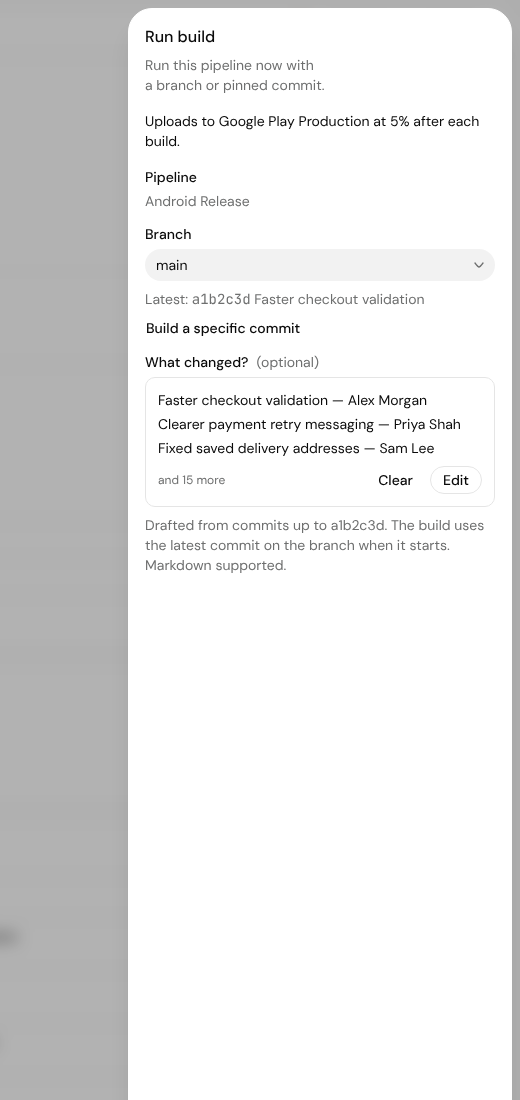 Run build
Run this pipeline now with
a branch or pinned commit.
Uploads to Google Play Production at 5% after each
build.
Pipeline
Android Release
Branch
main
Latest: a1b2c3d Faster checkout validation
Build a specific commit
What changed? (optional)
Faster checkout validation — Alex Morgan
Clearer payment retry messaging — Priya Shah
Fixed saved delivery addresses — Sam Lee
and 15 more
Clear
Edit
Drafted from commits up to a1b2c3d. The build uses
the latest commit on the branch when it starts.
Markdown supported.